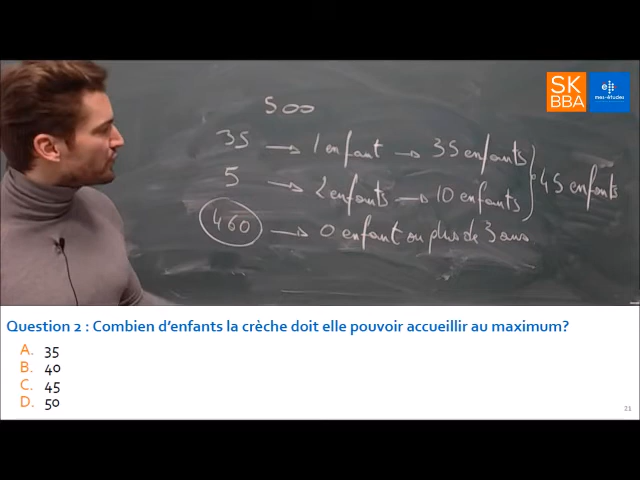 SK
BBA
mes-études
500
35 → 1 enfant → 35 enfants
5 → 2 enfants → 10 enfants
45 enfants
460 → 0 enfant ou plus de 3 ans
Question 2 : Combien d'enfants la crèche doit elle pouvoir accueillir au maximum?
A. 35
B. 40
C. 45
D. 50
21